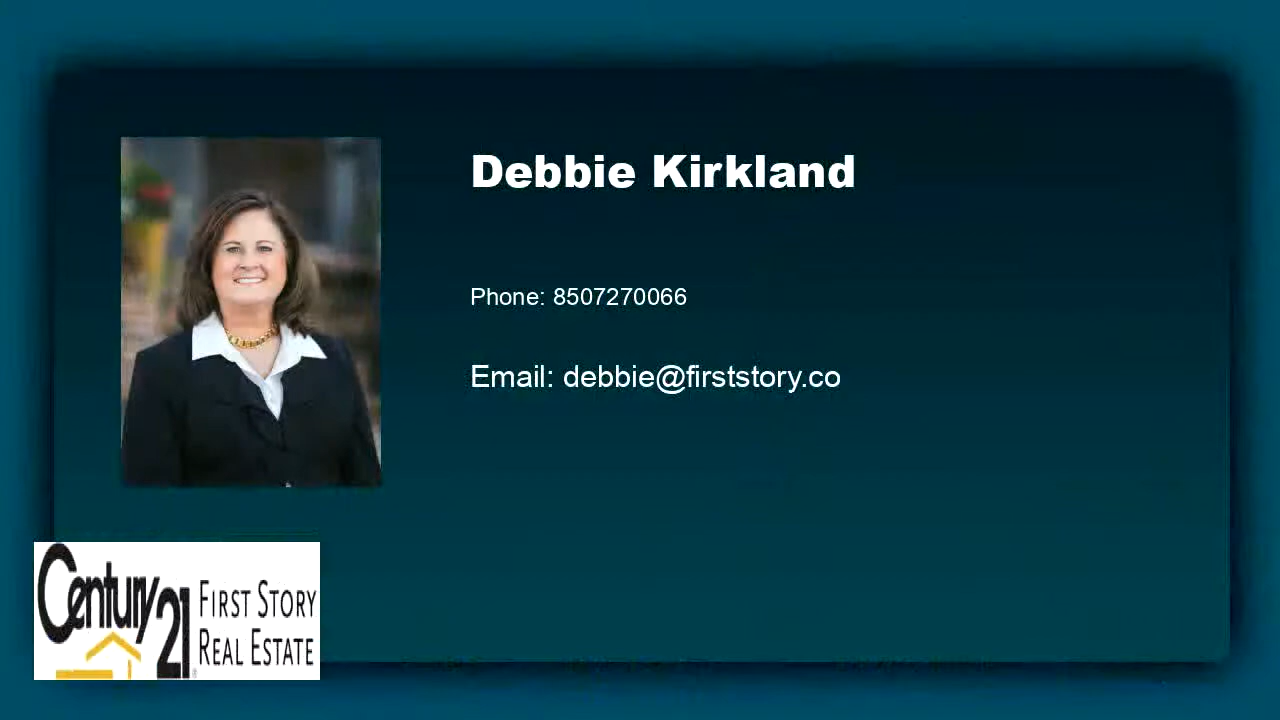 Debbie Kirkland
Phone: 8507270066
Email: debbie@firststory.co
Century 21
First Story
Real Estate